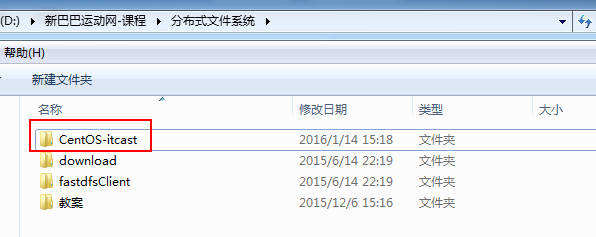 (D:) ▸ 新巴巴运动网-课程 ▸ 分布式文件系统 ▸
帮助(H)
新建文件夹
名称 修改日期 类型 大小
CentOS-itcast 2016/1/14 15:18 文件夹
download 2015/6/14 22:19 文件夹
fastdfsClient 2015/6/14 22:19 文件夹
教案 2015/12/6 15:16 文件夹